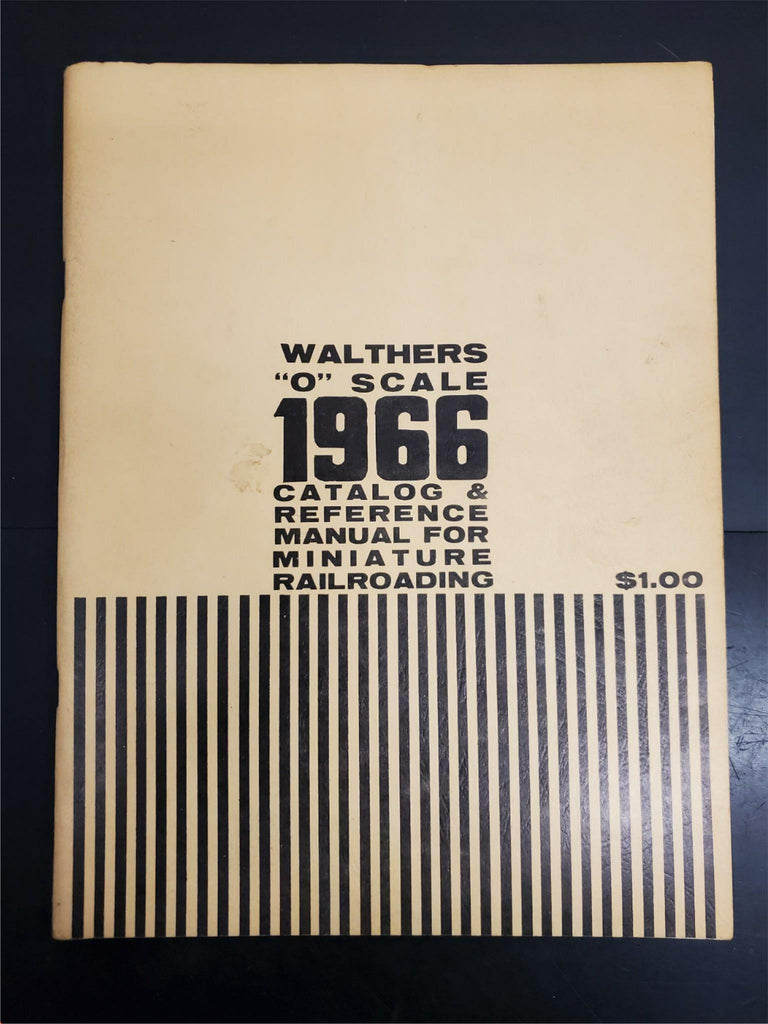 WALTHERS
“O” SCALE
1966
CATALOG &
REFERENCE
MANUAL FOR
MINIATURE
RAILROADING
$1.00